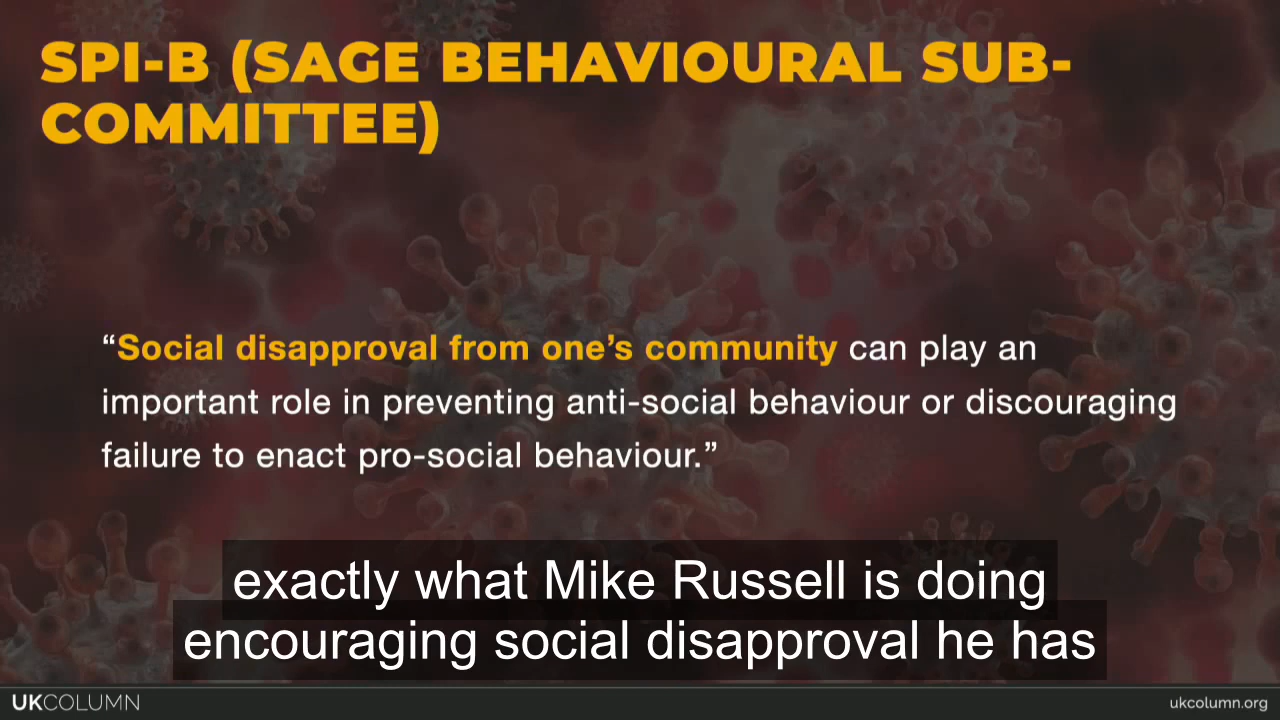 SPI-B (SAGE BEHAVIOURAL SUB-
COMMITTEE)
“Social disapproval from one’s community can play an
important role in preventing anti-social behaviour or discouraging
failure to enact pro-social behaviour.”
exactly what Mike Russell is doing
encouraging social disapproval he has
UKCOLUMN
ukcolumn.org